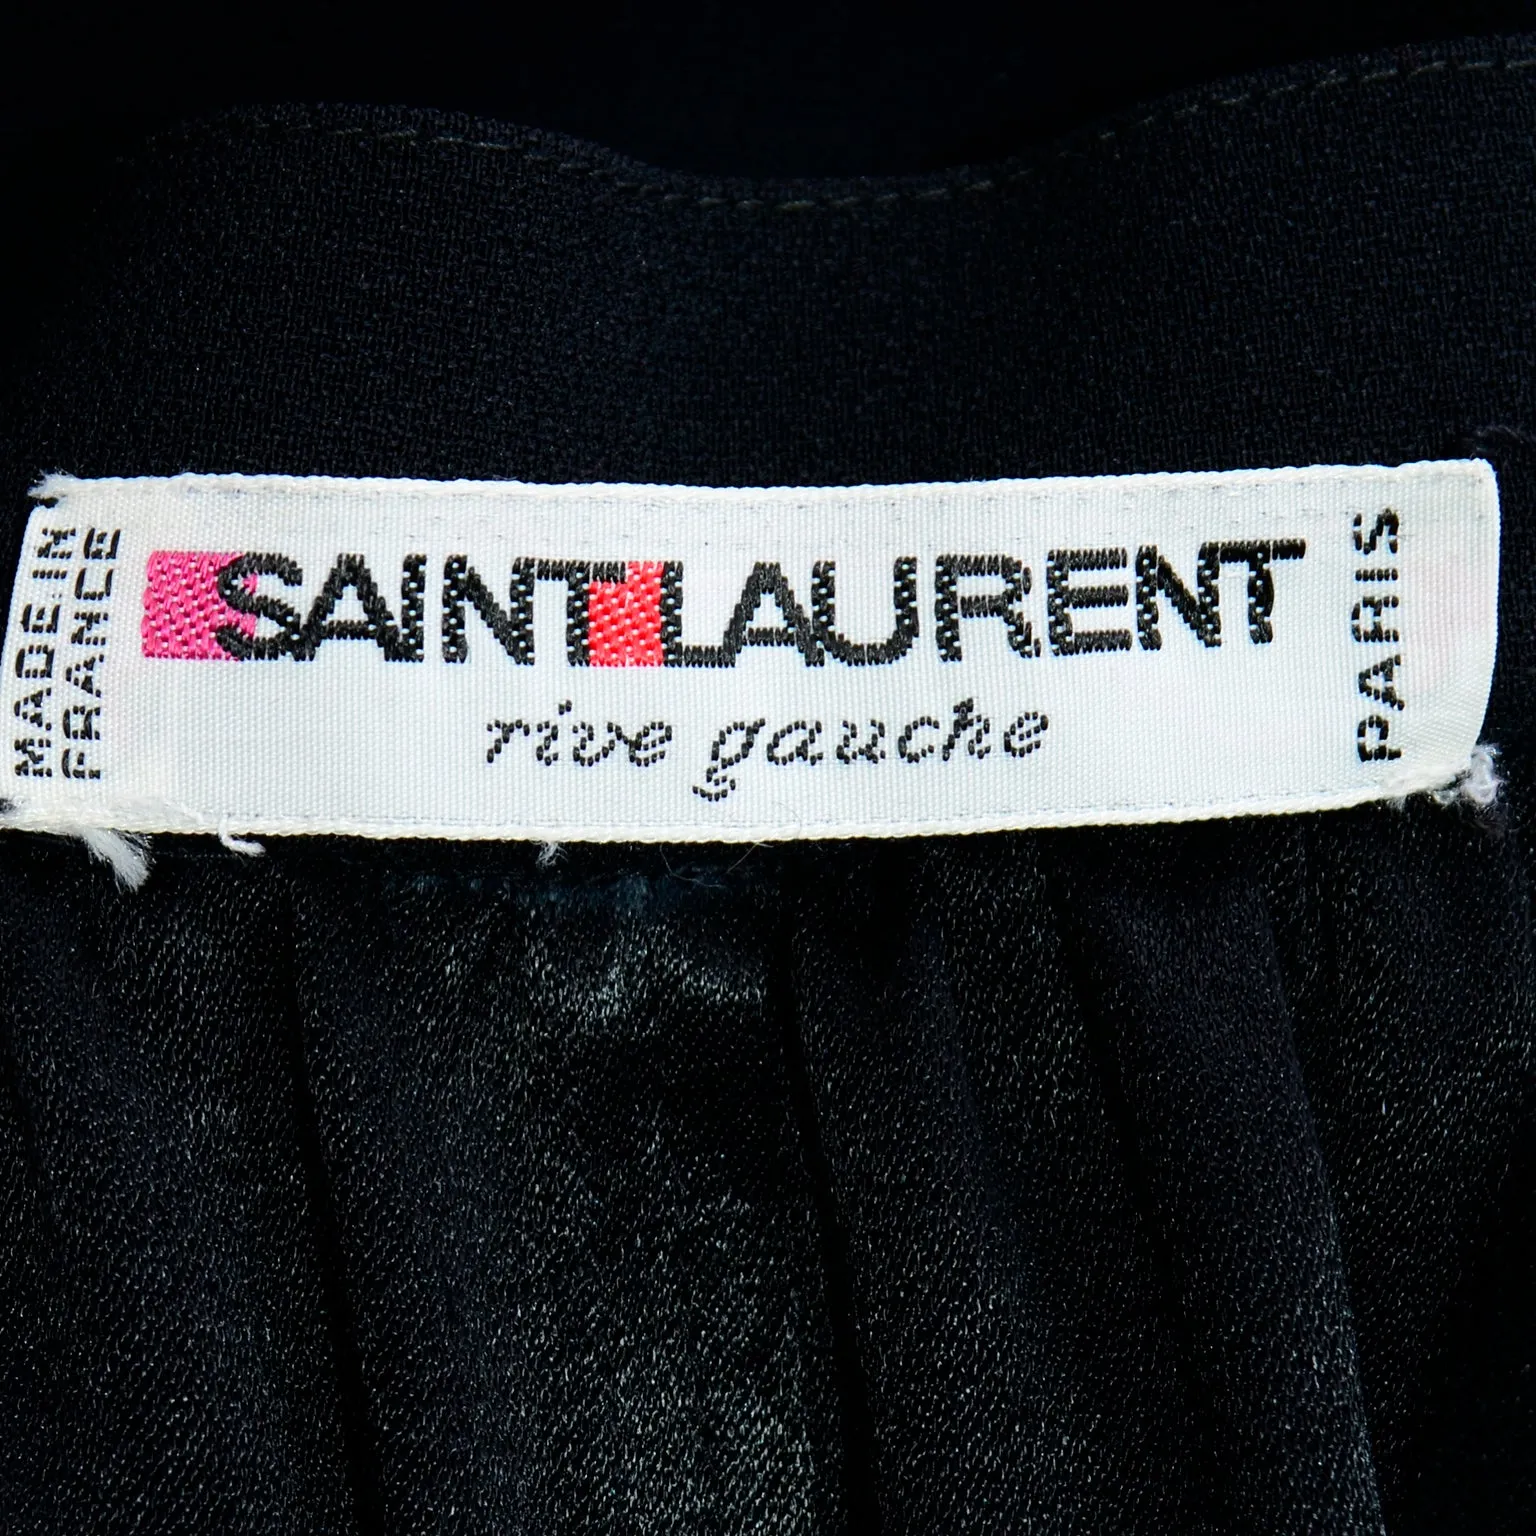 MADE IN
FRANCE
SAINT LAURENT
rive gauche
PARIS